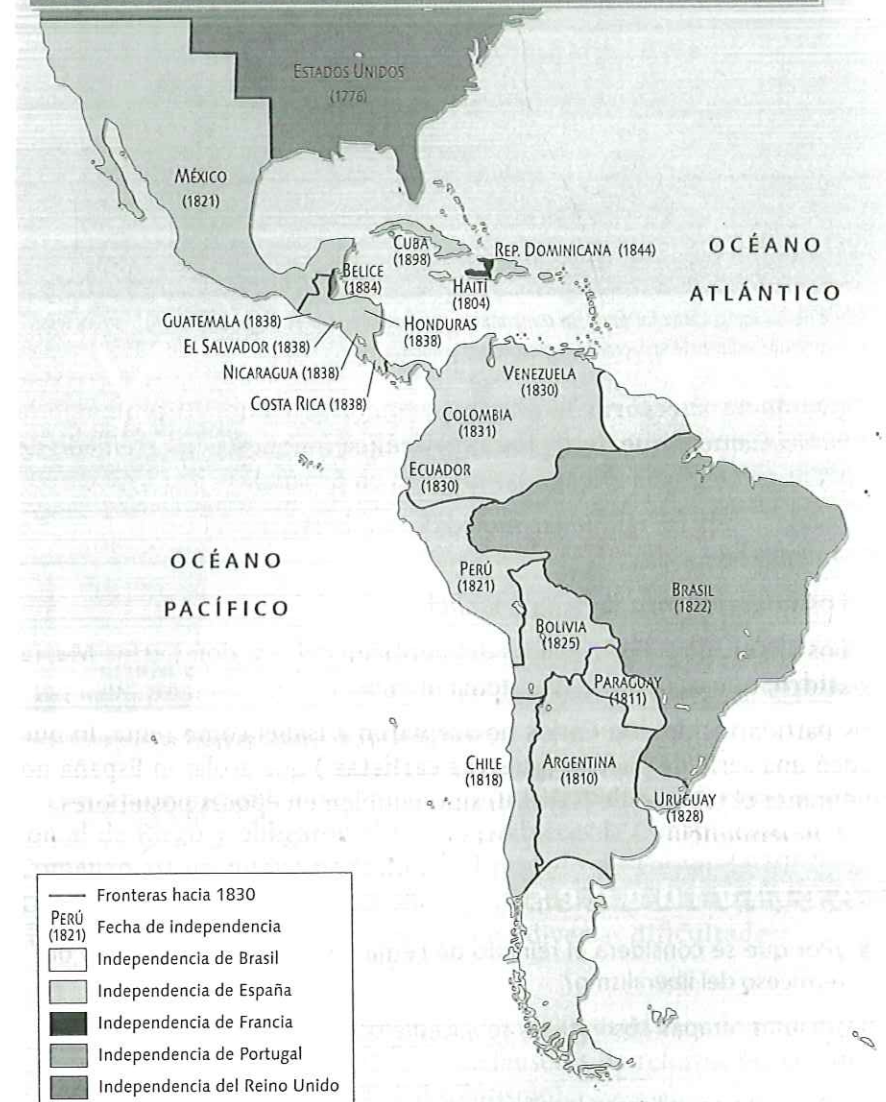 ESTADOS UNIDOS
(1776)
MÉXICO
(1821)
CUBA
(1898)
REP. DOMINICANA (1844)
OCÉANO
ATLÁNTICO
BELICE
(1884)
HAITÍ
(1804)
GUATEMALA (1838)
HONDURAS
(1838)
EL SALVADOR (1838)
NICARAGUA (1838)
COSTA RICA (1838)
VENEZUELA
(1830)
COLOMBIA
(1831)
ECUADOR
(1830)
OCÉANO
PACÍFICO
PERÚ
(1821)
BRASIL
(1822)
BOLIVIA
(1825)
PARAGUAY
(1811)
CHILE
(1818)
ARGENTINA
(1810)
URUGUAY
(1828)
Fronteras hacia 1830
PERÚ
(1821)
Fecha de independencia
Independencia de Brasil
Independencia de España
Independencia de Francia
Independencia de Portugal
Independencia del Reino Unido